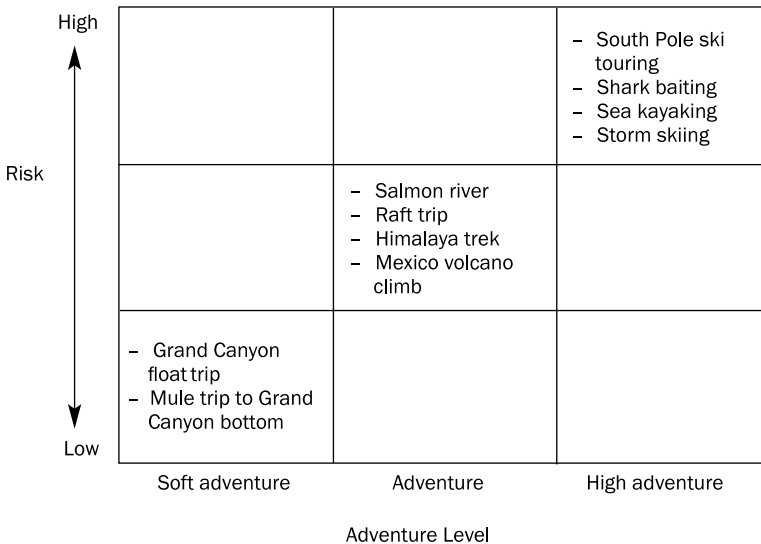 High
– South Pole ski
touring
– Shark baiting
– Sea kayaking
– Storm skiing
Risk
– Salmon river
– Raft trip
– Himalaya trek
– Mexico volcano
climb
– Grand Canyon
float trip
– Mule trip to Grand
Canyon bottom
Low
Soft adventure
Adventure
High adventure
Adventure Level